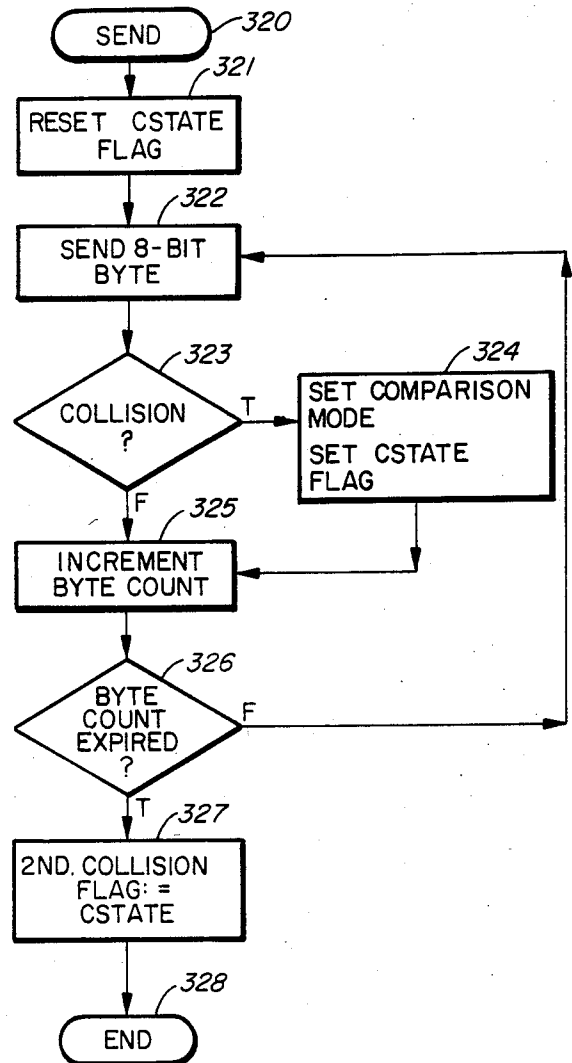 SEND
320
321
RESET CSTATE
FLAG
322
SEND 8-BIT
BYTE
323
COLLISION
?
T
F
324
SET COMPARISON
MODE
SET CSTATE
FLAG
325
INCREMENT
BYTE COUNT
326
BYTE
COUNT
EXPIRED
?
F
T
327
2ND. COLLISION
FLAG: =
CSTATE
328
END